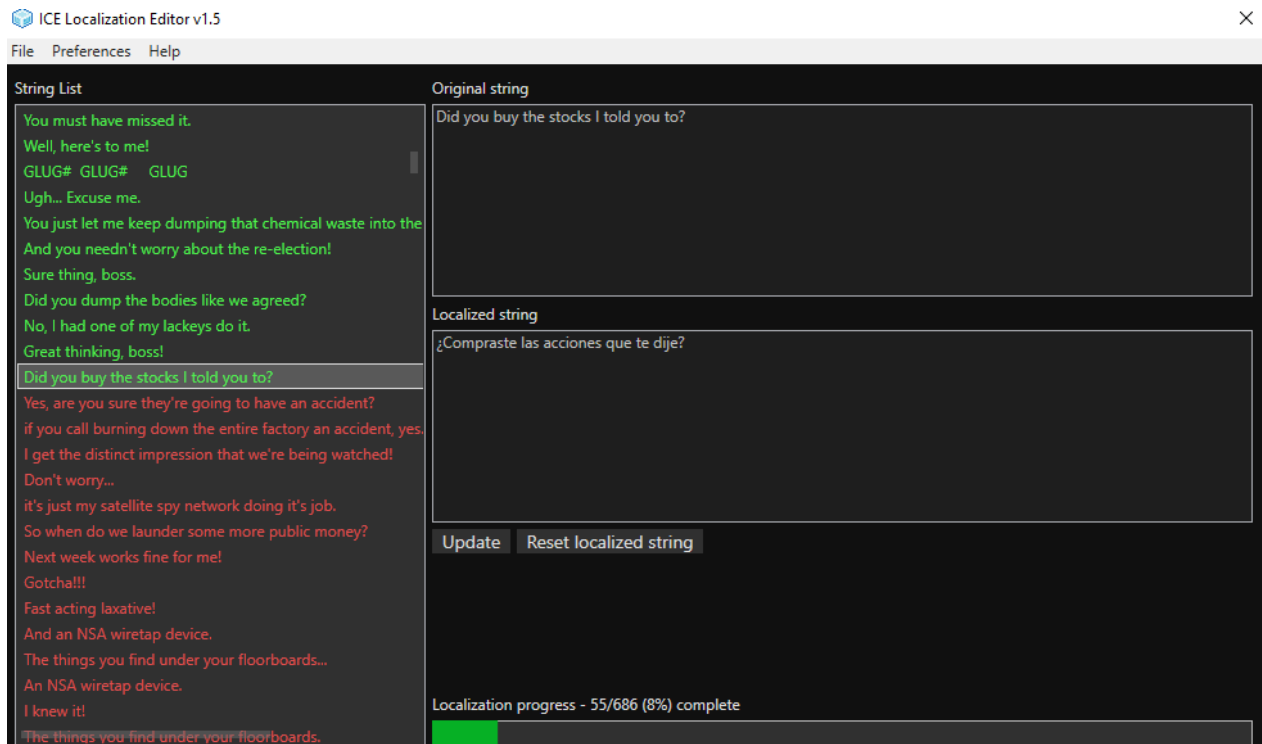 ICE Localization Editor v1.5
File Preferences Help
String List
You must have missed it.
Well, here's to me!
GLUG# GLUG# GLUG
Ugh... Excuse me.
You just let me keep dumping that chemical waste into the
And you needn't worry about the re-election!
Sure thing, boss.
Did you dump the bodies like we agreed?
No, I had one of my lackeys do it.
Great thinking, boss!
Did you buy the stocks I told you to?
Yes, are you sure they're going to have an accident?
if you call burning down the entire factory an accident, yes.
I get the distinct impression that we're being watched!
Don't worry...
it's just my satellite spy network doing it's job.
So when do we launder some more public money?
Next week works fine for me!
Gotcha!!!
Fast acting laxative!
And an NSA wiretap device.
The things you find under your floorboards...
An NSA wiretap device.
I knew it!
The things you find under your floorboards.
Original string
Did you buy the stocks I told you to?
Localized string
¿Compraste las acciones que te dije?
Update Reset localized string
Localization progress - 55/686 (8%) complete